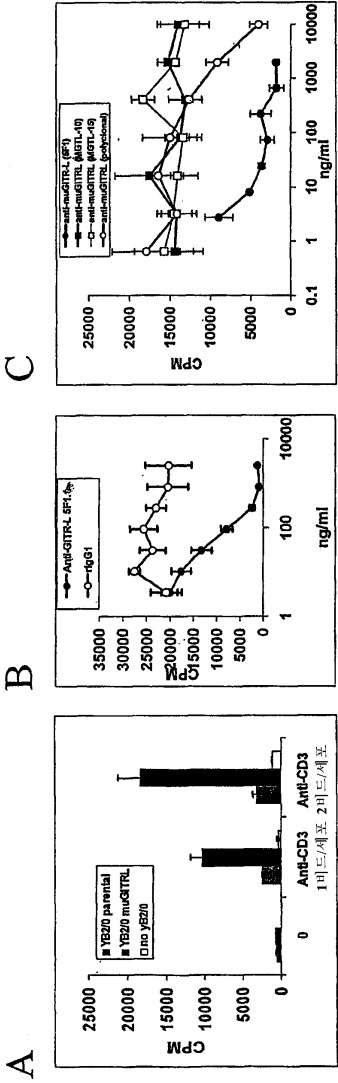 A
25000
20000
15000
10000
5000
0
CPM
YB2/0 parental
YB2/0 muGITRL
no yB2/0
0
Anti-CD3
1비드/세포
Anti-CD3
2비드/세포
B
35000
30000
25000
20000
15000
10000
5000
0
CPM
Anti-GITR-L 5F1.1
rIgG1
1
100
10000
ng/ml
C
25000
20000
15000
10000
5000
0
CPM
anti-muGITR-L (5F1)
anti-muGITRL (MGTL-10)
anti-muGITRL (MGTL-15)
anti-muGITRL (polyclonal)
0.1
1
10
100
1000
10000
ng/ml